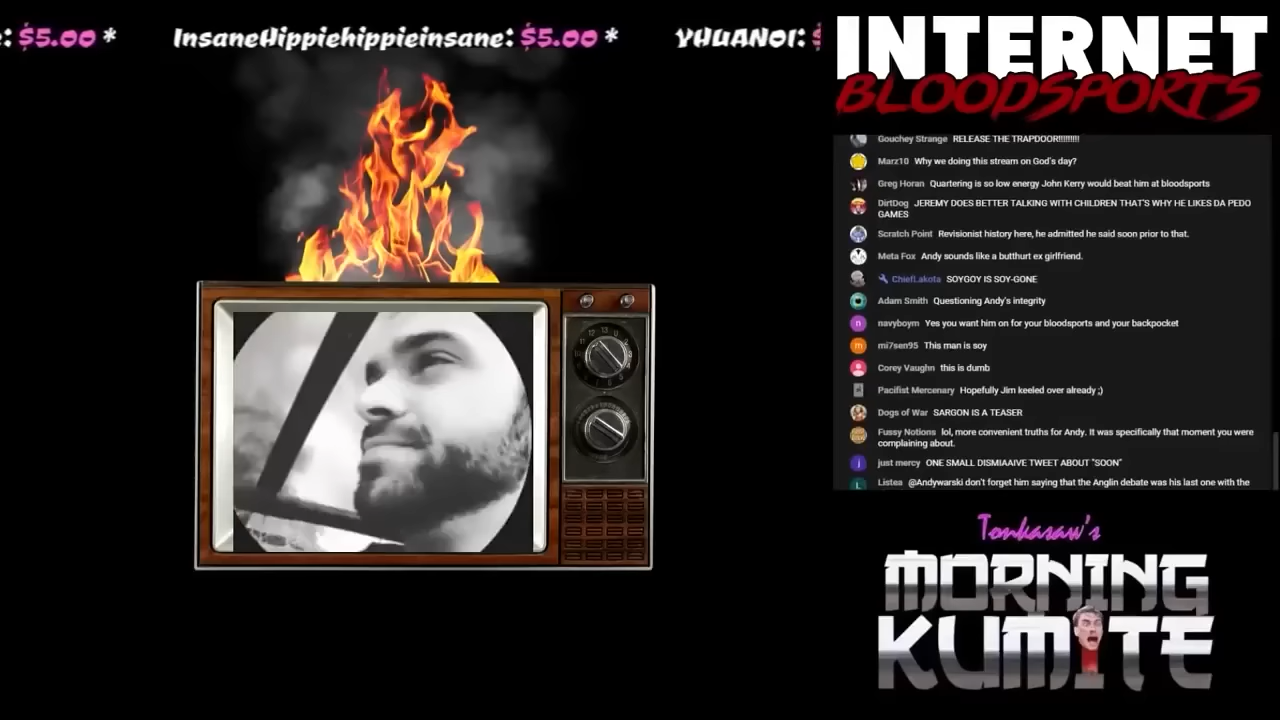 : $5.00 *
InsaneHippiehippieinsane: $5.00 *
YHUANOI:
INTERNET
BLOODSPORTS
Gouchey Strange RELEASE THE TRAPDOOR!!!!!!!!!
Marz10 Why we doing this stream on God's day?
Greg Horan Quartering is so low energy John Kerry would beat him at bloodsports
DirtDog JEREMY DOES BETTER TALKING WITH CHILDREN THAT'S WHY HE LIKES DA PEDO
GAMES
Scratch Point Revisionist history here, he admitted he said soon prior to that.
Meta Fox Andy sounds like a butthurt ex girlfriend.
ChiefLakota SOYGOY IS SOY-GONE
Adam Smith Questioning Andy's integrity
navyboym Yes you want him on for your bloodsports and your backpocket
mi7sen95 This man is soy
Corey Vaughn this is dumb
Pacifist Mercenary Hopefully Jim keeled over already ;)
Dogs of War SARGON IS A TEASER
Fussy Notions lol, more convenient truths for Andy. It was specifically that moment you were
complaining about.
just mercy ONE SMALL DISMIAAIVE TWEET ABOUT "SOON"
Listea @Andywarski don't forget him saying that the Anglin debate was his last one with the
Tonkasaw's
MORNING
KUMITE